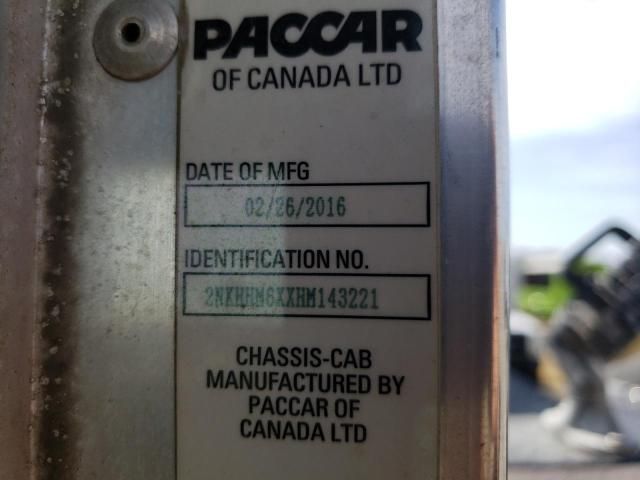 PACCAR
OF CANADA LTD
DATE OF MFG
02/26/2016
IDENTIFICATION NO.
2NKHHM6XXHM143221
CHASSIS-CAB
MANUFACTURED BY
PACCAR OF
CANADA LTD